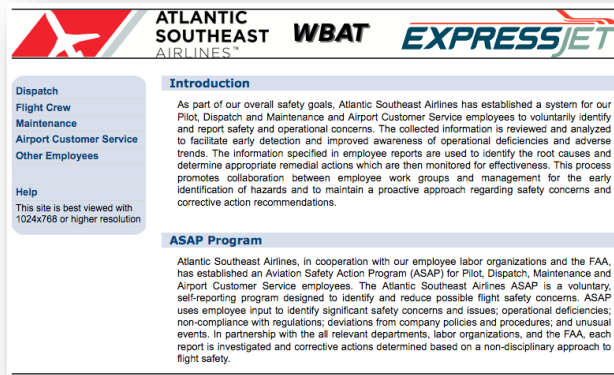 ATLANTIC
SOUTHEAST
AIRLINES™
WBAT
EXPRESSJET
Dispatch
Flight Crew
Maintenance
Airport Customer Service
Other Employees
Help
This site is best viewed with
1024x768 or higher resolution
Introduction
As part of our overall safety goals, Atlantic Southeast Airlines has established a system for our
Pilot, Dispatch and Maintenance and Airport Customer Service employees to voluntarily identify
and report safety and operational concerns. The collected information is reviewed and analyzed
to facilitate early detection and improved awareness of operational deficiencies and adverse
trends. The information specified in employee reports are used to identify the root causes and
determine appropriate remedial actions which are then monitored for effectiveness. This process
promotes collaboration between employee work groups and management for the early
identification of hazards and to maintain a proactive approach regarding safety concerns and
corrective action recommendations.
ASAP Program
Atlantic Southeast Airlines, in cooperation with our employee labor organizations and the FAA,
has established an Aviation Safety Action Program (ASAP) for Pilot, Dispatch, Maintenance and
Airport Customer Service employees. The Atlantic Southeast Airlines ASAP is a voluntary,
self-reporting program designed to identify and reduce possible flight safety concerns. ASAP
uses employee input to identify significant safety concerns and issues; operational deficiencies;
non-compliance with regulations; deviations from company policies and procedures; and unusual
events. In partnership with the all relevant departments, labor organizations, and the FAA, each
report is investigated and corrective actions determined based on a non-disciplinary approach to
flight safety.